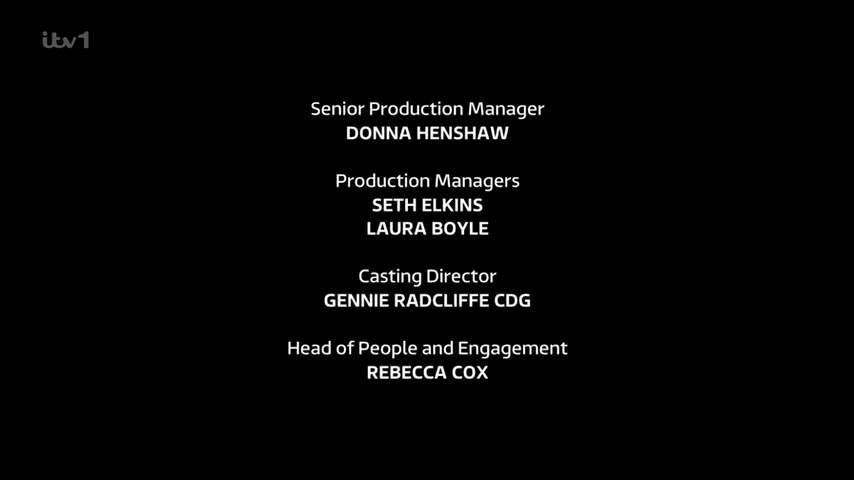 itv1
Senior Production Manager
DONNA HENSHAW
Production Managers
SETH ELKINS
LAURA BOYLE
Casting Director
GENNIE RADCLIFFE CDG
Head of People and Engagement
REBECCA COX